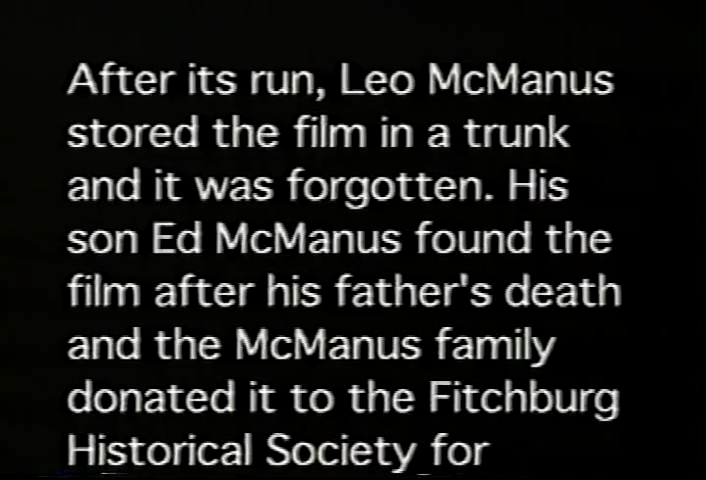 After its run, Leo McManus
stored the film in a trunk
and it was forgotten. His
son Ed McManus found the
film after his father's death
and the McManus family
donated it to the Fitchburg
Historical Society for